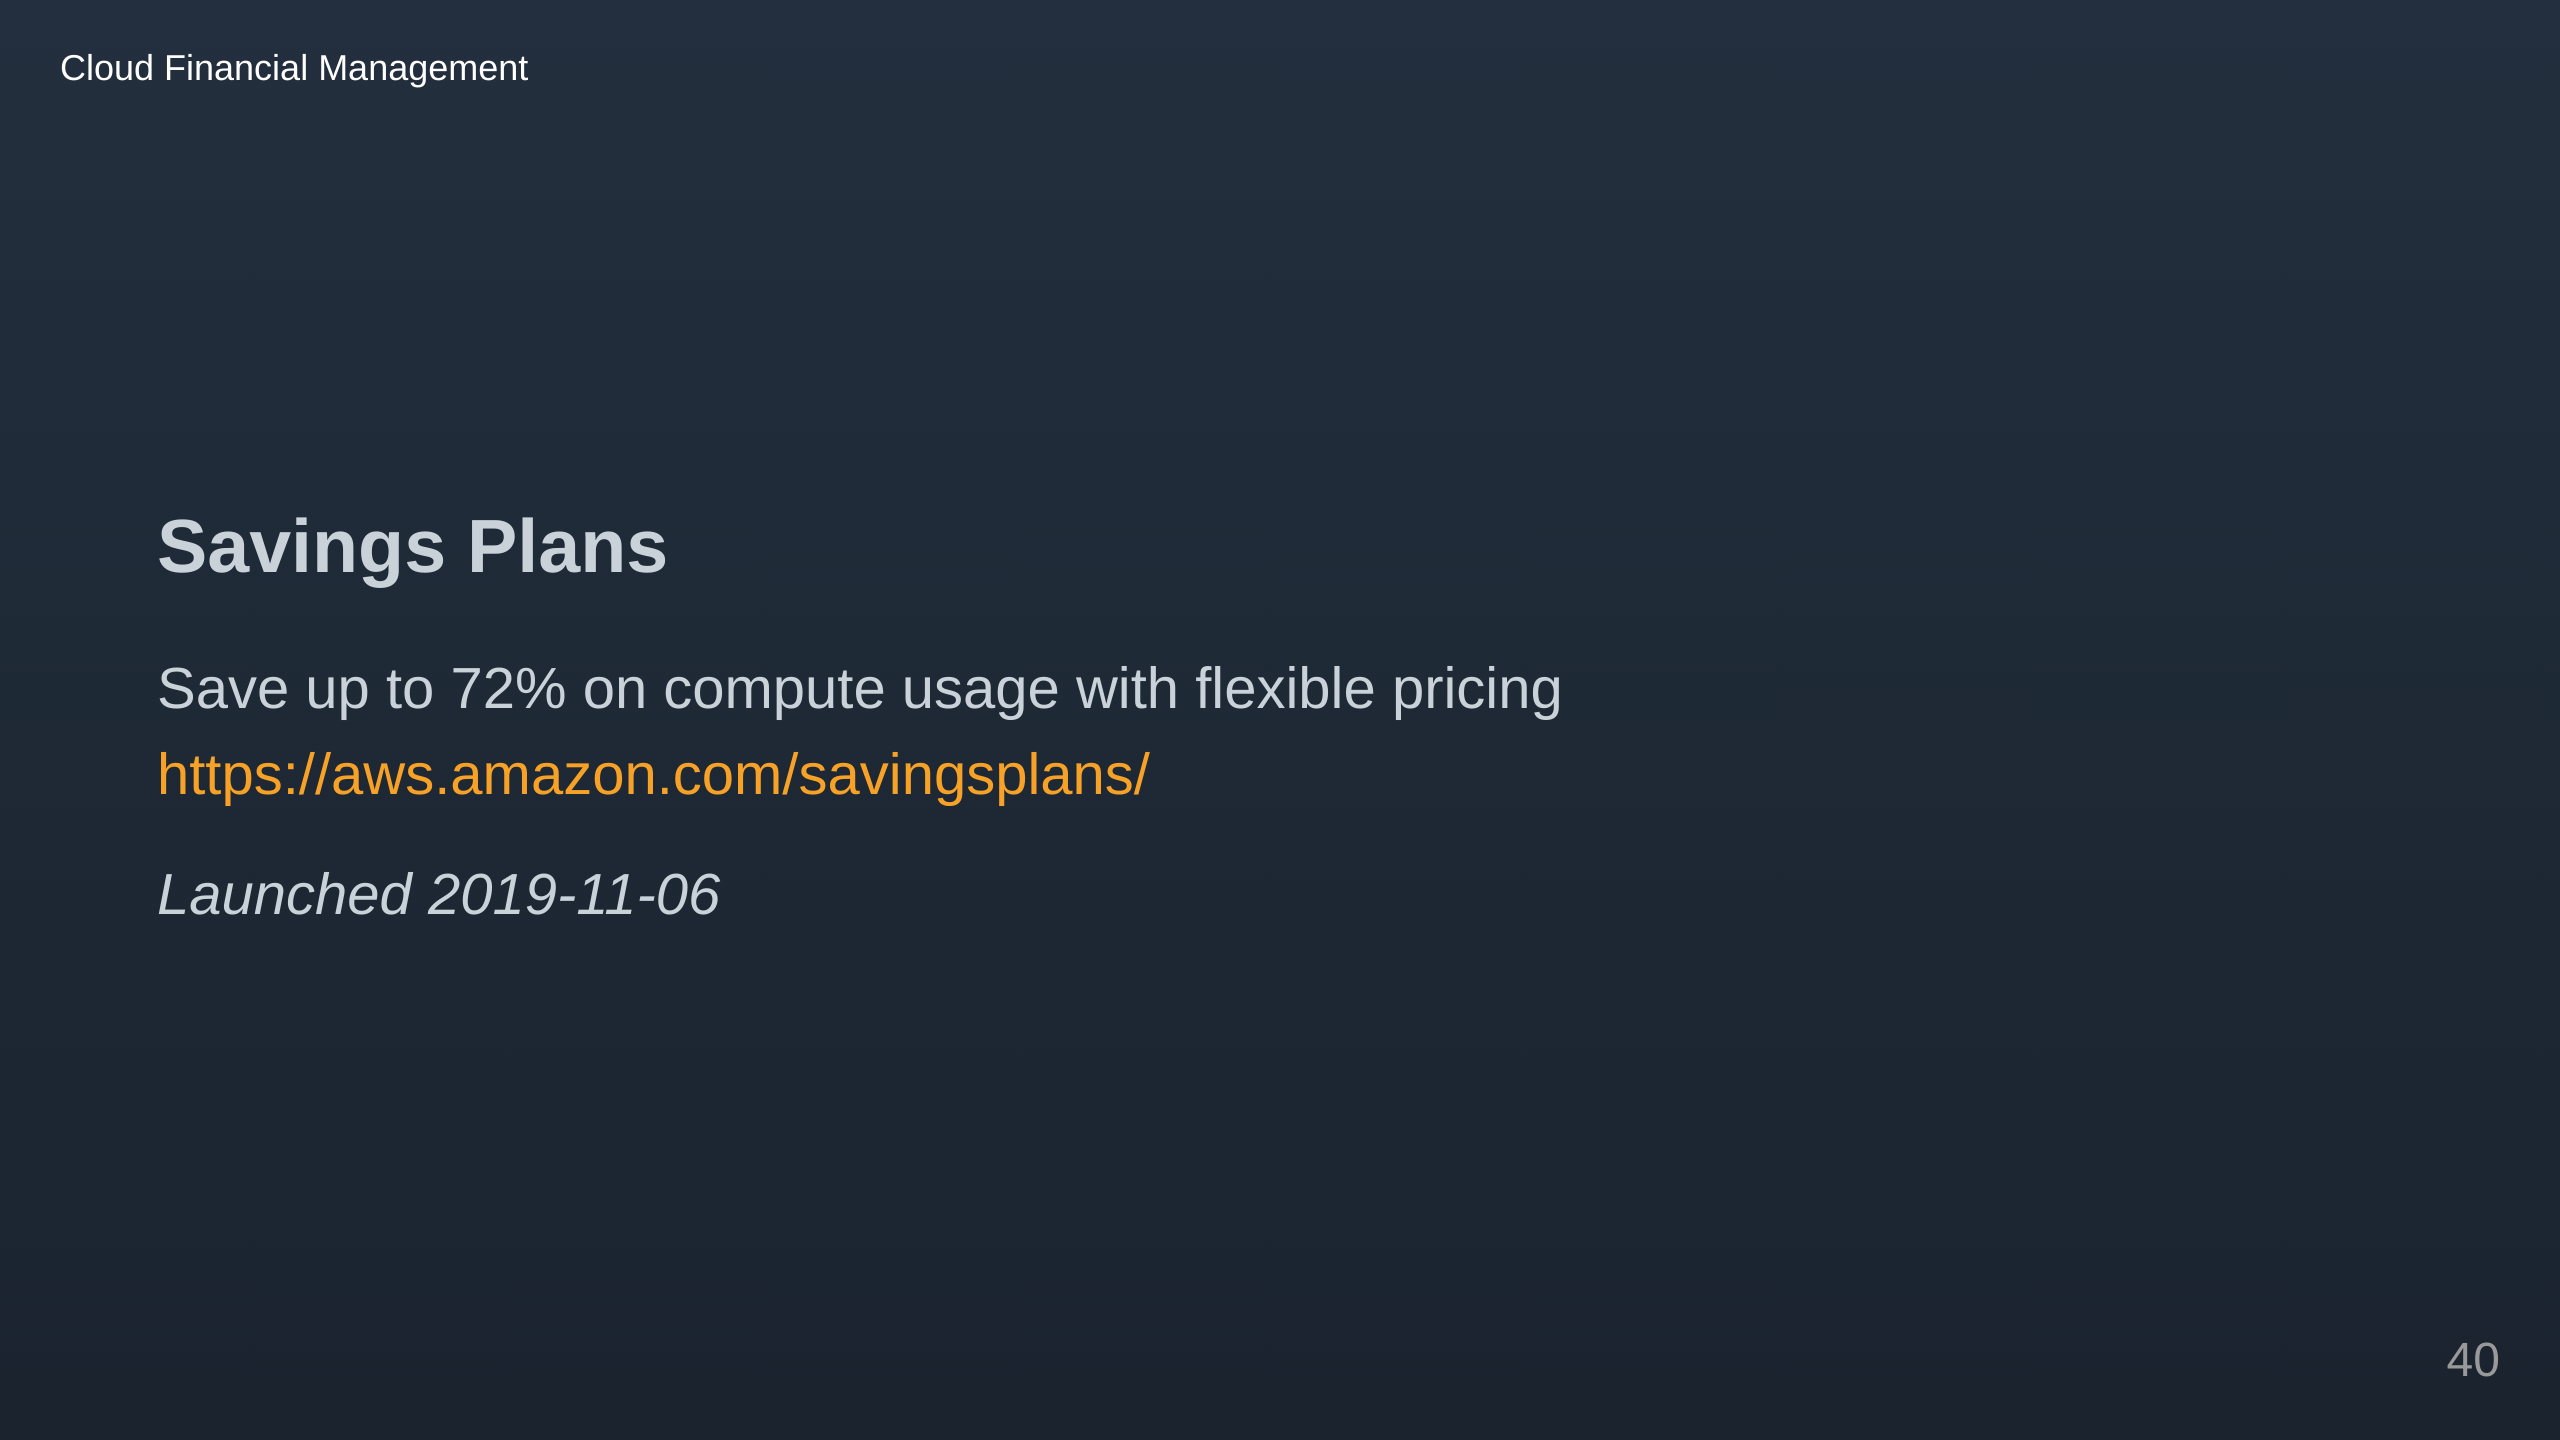 Cloud Financial Management
Savings Plans
Save up to 72% on compute usage with flexible pricing
https://aws.amazon.com/savingsplans/
Launched 2019-11-06
40